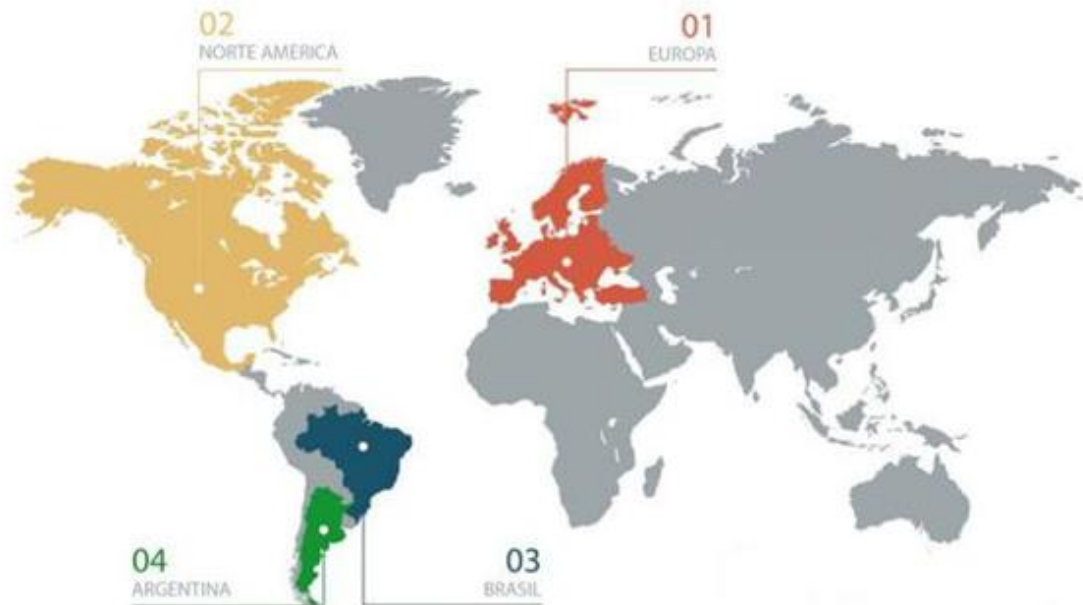 02
NORTE AMERICA
01
EUROPA
04
ARGENTINA
03
BRASIL